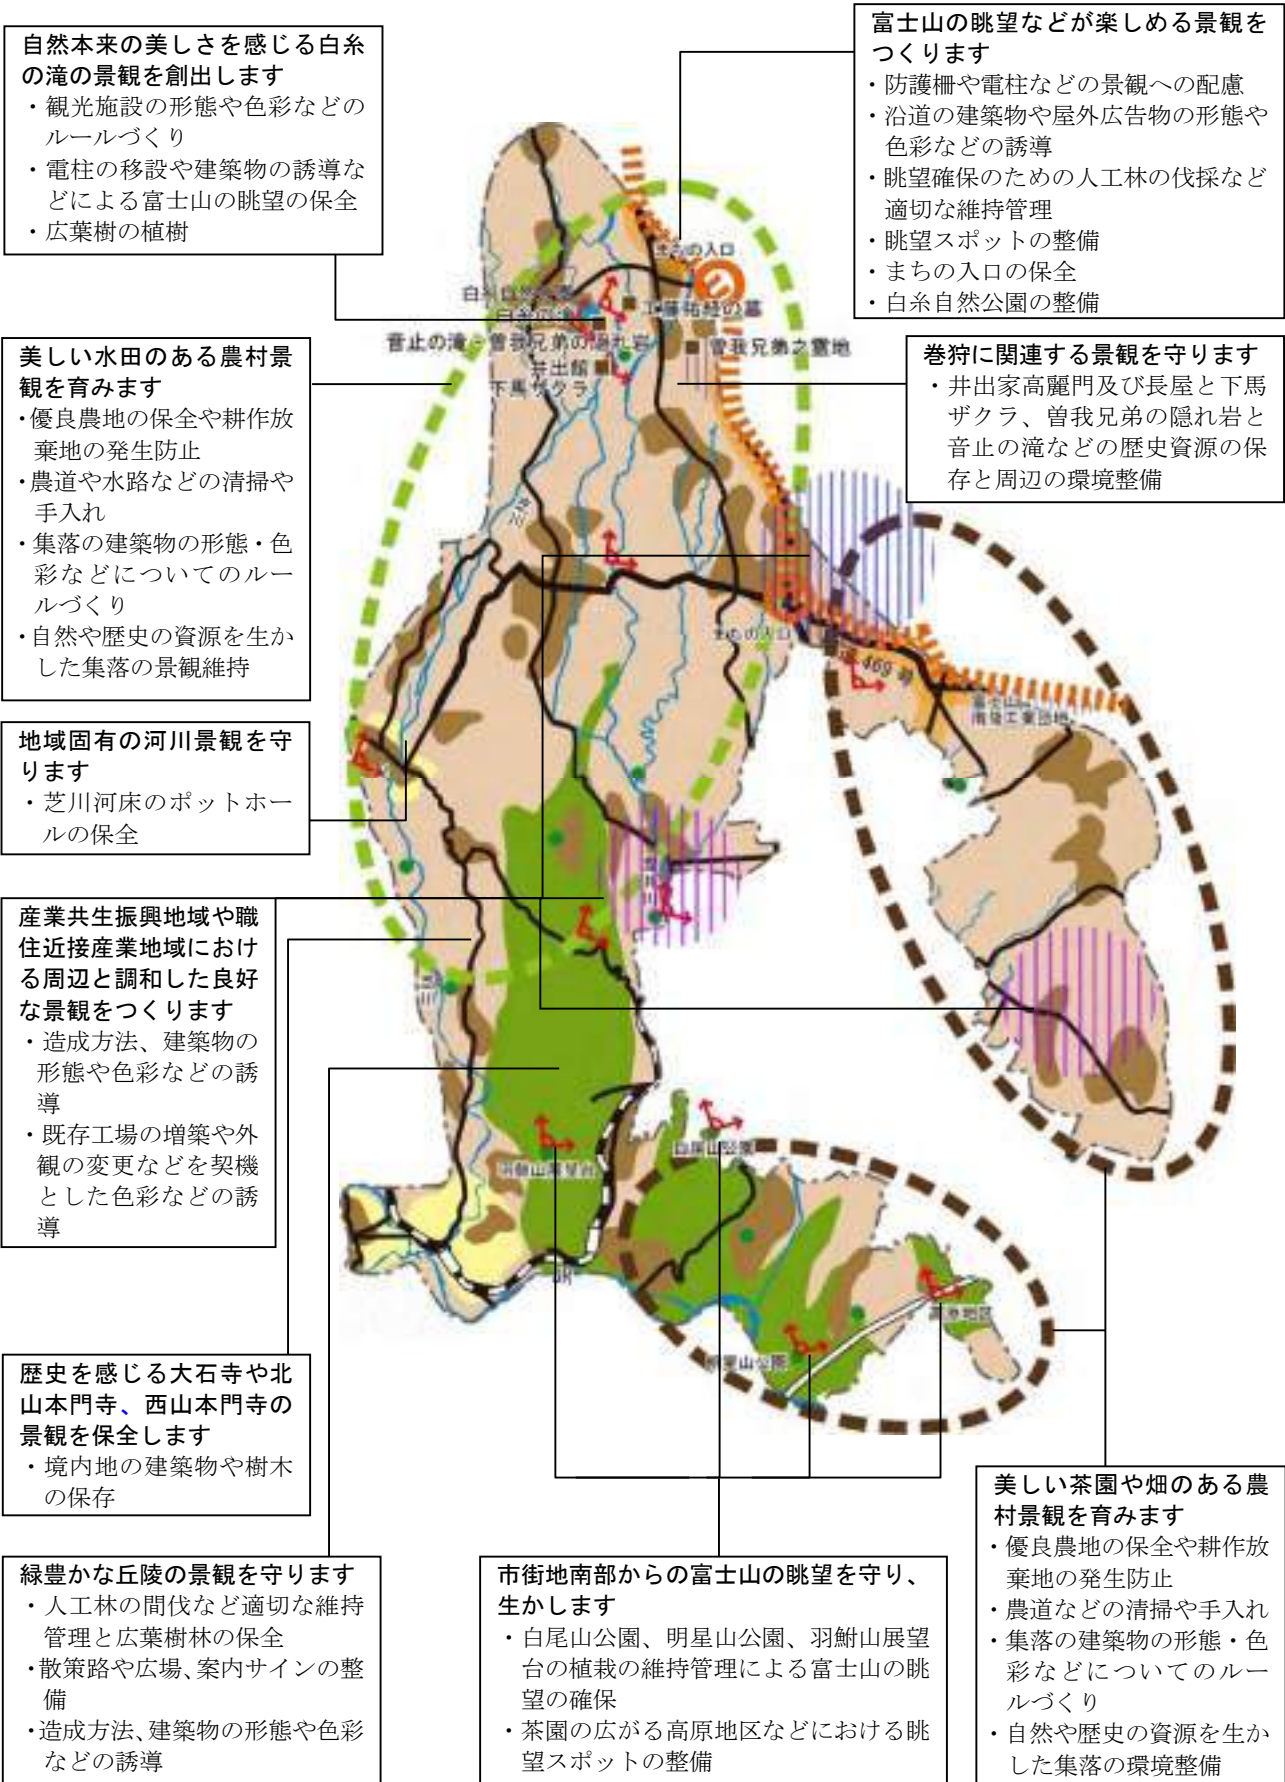 自然本来の美しさを感じる白糸
の滝の景観を創出します
・観光施設の形態や色彩などの
ルールづくり
・電柱の移設や建築物の誘導な
どによる富士山の眺望の保全
・広葉樹の植樹
富士山の眺望などが楽しめる景観を
つくります
・防護柵や電柱などの景観への配慮
・沿道の建築物や屋外広告物の形態や
色彩などの誘導
・眺望確保のための人工林の伐採など
適切な維持管理
・眺望スポットの整備
・まちの入口の保全
・白糸自然公園の整備
美しい水田のある農村景
観を育みます
・優良農地の保全や耕作放
棄地の発生防止
・農道や水路などの清掃や
手入れ
・集落の建築物の形態・色
彩などについてのルー
ルづくり
・自然や歴史の資源を生か
した集落の景観維持
巻狩に関連する景観を守ります
・井出家高麗門及び長屋と下馬
ザクラ、曽我兄弟の隠れ岩と
音止の滝などの歴史資源の保
存と周辺の環境整備
まちの入口
白糸自然公園
白糸の滝
工藤祐経の墓
音止の滝・曽我兄弟の隠れ岩
曽我兄弟之霊地
井出館
下馬ザクラ
芝川
まちの入口
469号
富士山
南陵工業団地
地域固有の河川景観を守
ります
・芝川河床のポットホー
ルの保全
潤井川
産業共生振興地域や職
住近接産業地域におけ
る周辺と調和した良好
な景観をつくります
・造成方法、建築物の
形態や色彩などの誘
導
・既存工場の増築や外
観の変更などを契機
とした色彩などの誘
導
羽鮒山展望台
白尾山公園
JR
明星山公園
高原地区
歴史を感じる大石寺や北
山本門寺、西山本門寺の
景観を保全します
・境内地の建築物や樹木
の保存
緑豊かな丘陵の景観を守ります
・人工林の間伐など適切な維持
管理と広葉樹林の保全
・散策路や広場、案内サインの整
備
・造成方法、建築物の形態や色彩
などの誘導
市街地南部からの富士山の眺望を守り、
生かします
・白尾山公園、明星山公園、羽鮒山展望
台の植栽の維持管理による富士山の眺
望の確保
・茶園の広がる高原地区などにおける眺
望スポットの整備
美しい茶園や畑のある農
村景観を育みます
・優良農地の保全や耕作放
棄地の発生防止
・農道などの清掃や手入れ
・集落の建築物の形態・色
彩などについてのルー
ルづくり
・自然や歴史の資源を生か
した集落の環境整備